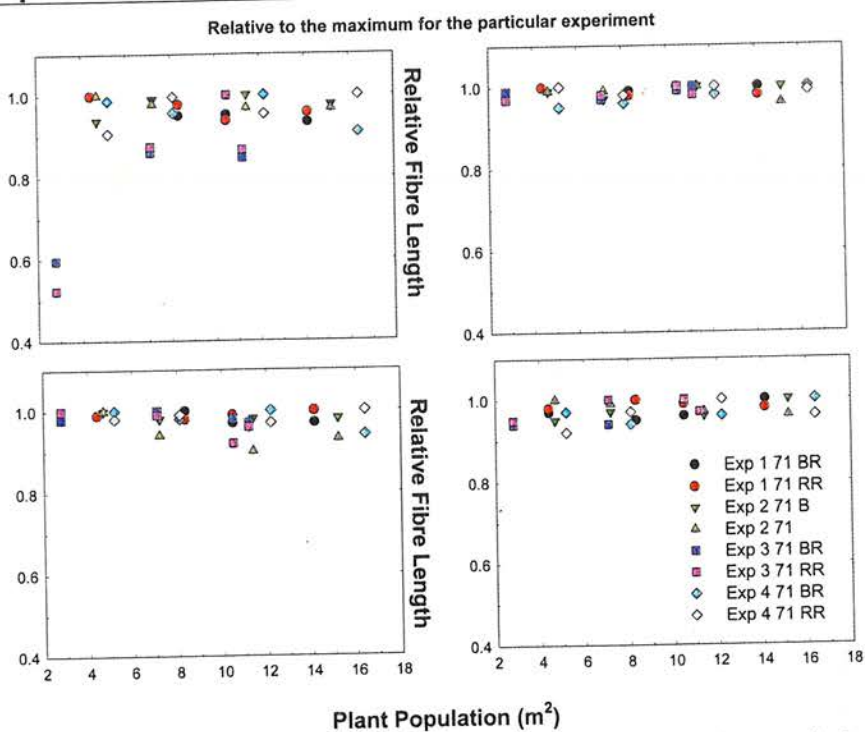 Relative to the maximum for the particular experiment
1.0
0.8
0.6
0.4
Relative Fibre Length
1.0
0.8
0.6
0.4
1.0
0.8
0.6
0.4
2 4 6 8 10 12 14 16 18
Relative Fibre Length
1.0
0.8
0.6
0.4
2 4 6 8 10 12 14 16 18
Exp 1 71 BR
Exp 1 71 RR
Exp 2 71 B
Exp 2 71
Exp 3 71 BR
Exp 3 71 RR
Exp 4 71 BR
Exp 4 71 RR
Plant Population (m²)